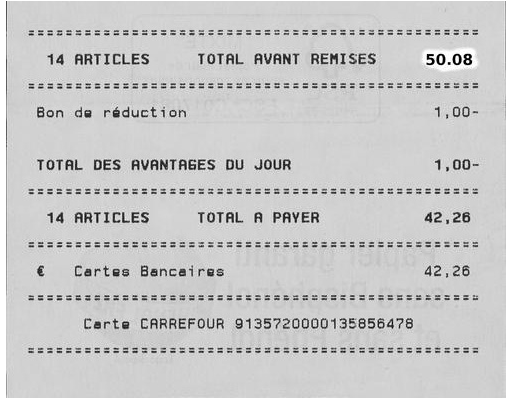 14 ARTICLES TOTAL AVANT REMISES 50.08
Bon de réduction 1,00-
TOTAL DES AVANTAGES DU JOUR 1,00-
14 ARTICLES TOTAL A PAYER 42,26
€ Cartes Bancaires 42,26
Carte CARREFOUR 9135720000135856478